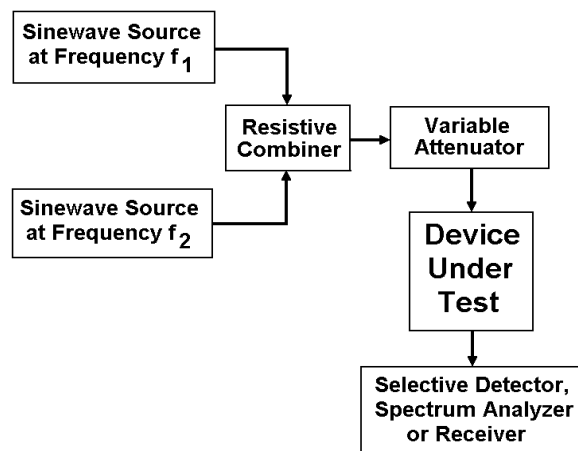 Sinewave Source
at Frequency f1
Resistive
Combiner
Variable
Attenuator
Sinewave Source
at Frequency f2
Device
Under
Test
Selective Detector,
Spectrum Analyzer
or Receiver